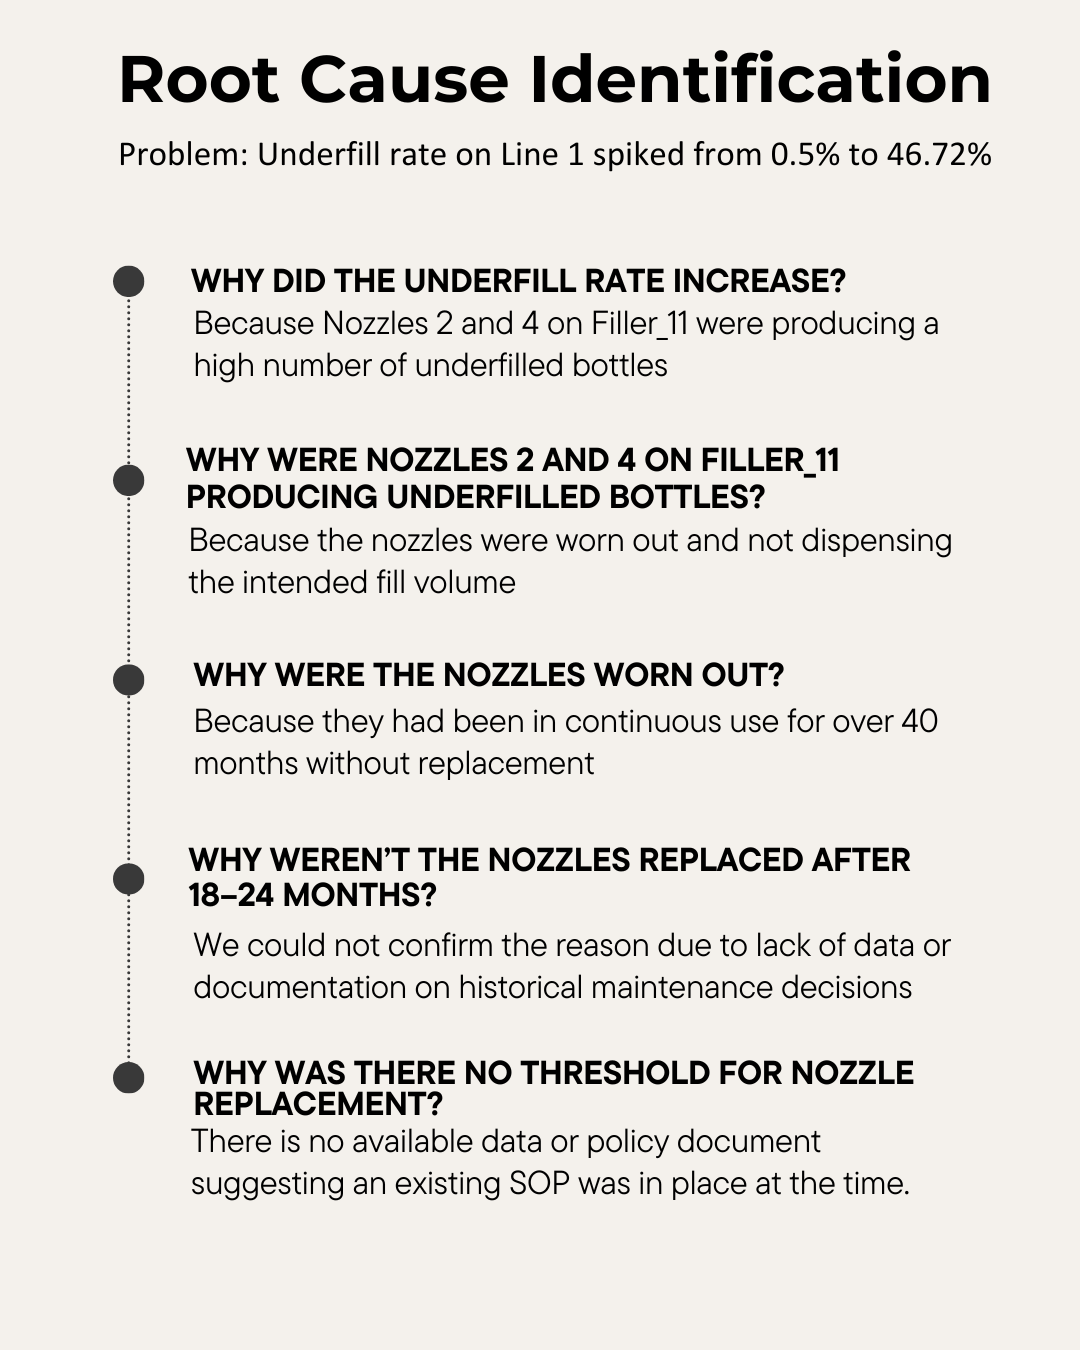 Root Cause Identification
Problem: Underfill rate on Line 1 spiked from 0.5% to 46.72%
WHY DID THE UNDERFILL RATE INCREASE?
Because Nozzles 2 and 4 on Filler_11 were producing a
high number of underfilled bottles
WHY WERE NOZZLES 2 AND 4 ON FILLER_11
PRODUCING UNDERFILLED BOTTLES?
Because the nozzles were worn out and not dispensing
the intended fill volume
WHY WERE THE NOZZLES WORN OUT?
Because they had been in continuous use for over 40
months without replacement
WHY WEREN’T THE NOZZLES REPLACED AFTER
18–24 MONTHS?
We could not confirm the reason due to lack of data or
documentation on historical maintenance decisions
WHY WAS THERE NO THRESHOLD FOR NOZZLE
REPLACEMENT?
There is no available data or policy document
suggesting an existing SOP was in place at the time.